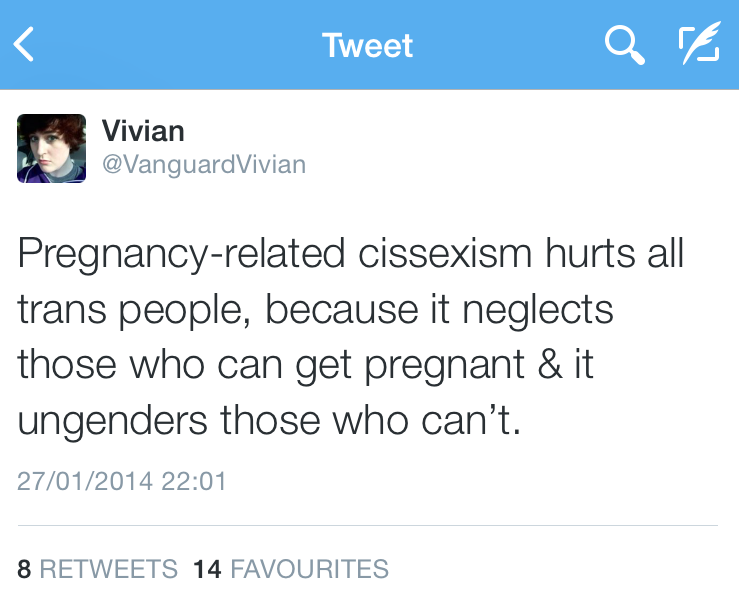 Tweet
Vivian
@VanguardVivian
Pregnancy-related cissexism hurts all
trans people, because it neglects
those who can get pregnant & it
ungenders those who can’t.
27/01/2014 22:01
8 RETWEETS 14 FAVOURITES